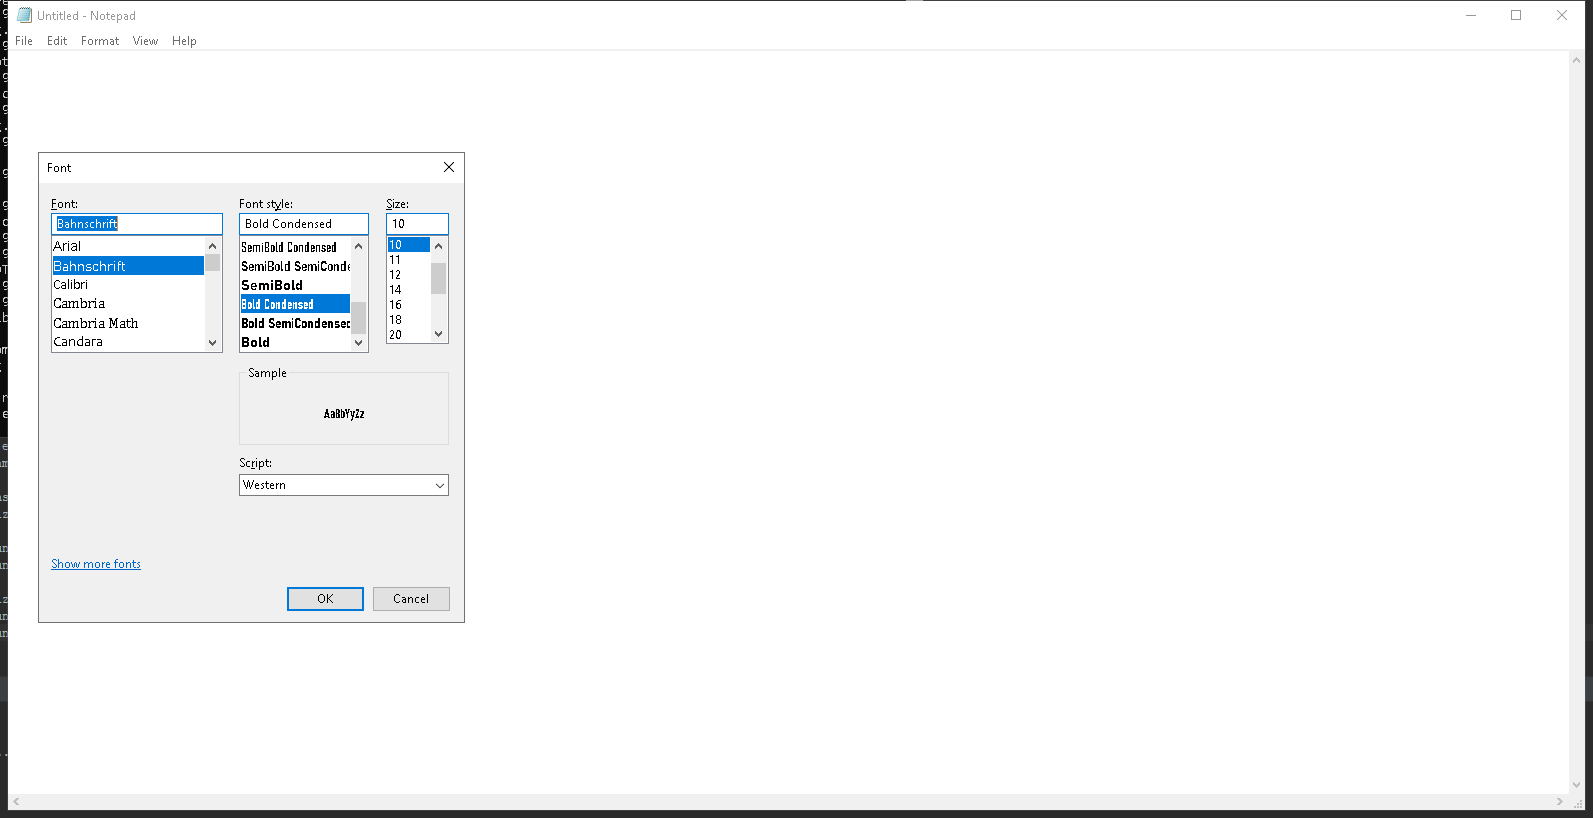 Untitled - Notepad
File Edit Format View Help
Font
Font: Font style: Size:
Bahnschrift Bold Condensed 10
Arial SemiBold Condensed 10
Bahnschrift SemiBold SemiConde 11
Calibri SemiBold 12
Cambria Bold Condensed 14
Cambria Math Bold SemiCondensed 16
Candara Bold 18
20
Sample
AaBbYyZz
Script:
Western
Show more fonts
OK Cancel